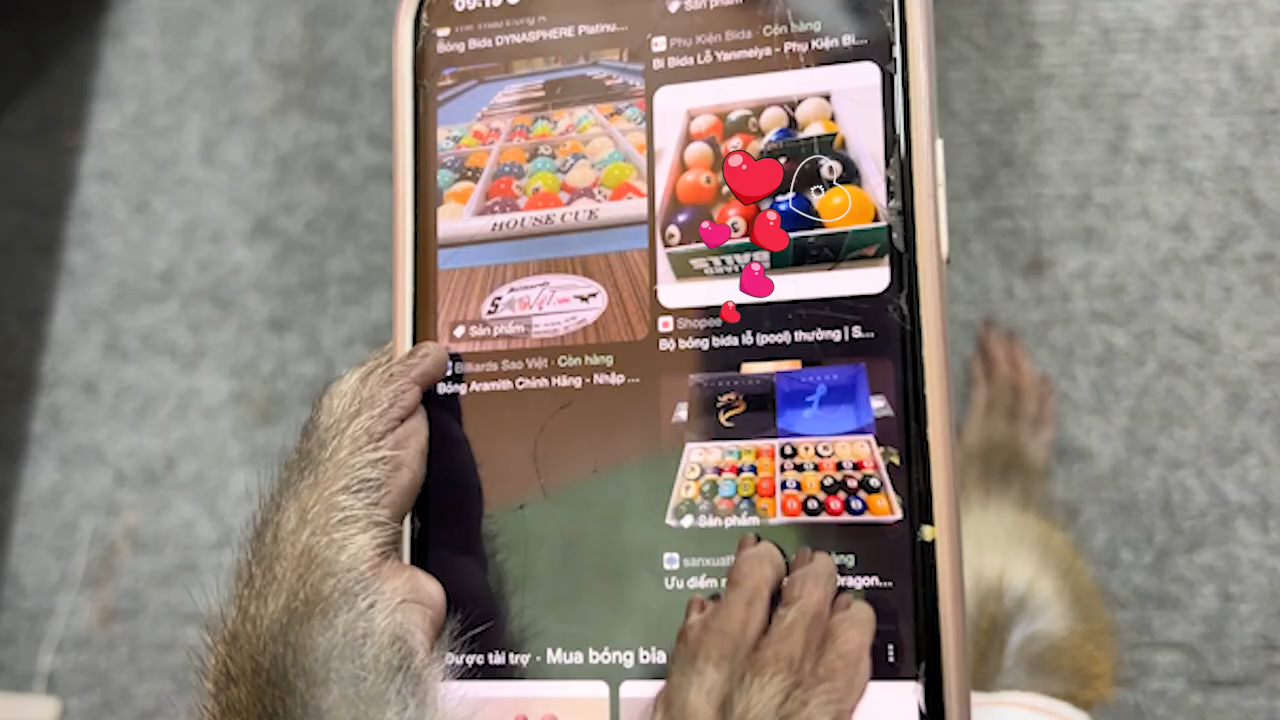 09:19
Bóng Bida DYNASPHERE Platinu...
HOUSE CUE
Sản phẩm
Billiards Sao Việt · Còn hàng
Bóng Aramith Chính Hãng - Nhập ...
Sản phẩm
Phụ Kiện Bida · Còn hàng
Bi Bida Lỗ Yanmeiya - Phụ Kiện Bi...
Shopee
Bộ bóng bida lỗ (pool) thường | S...
Sản phẩm
sanxuat
Ưu điểm
Dragon...
Được tài trợ · Mua bóng bia